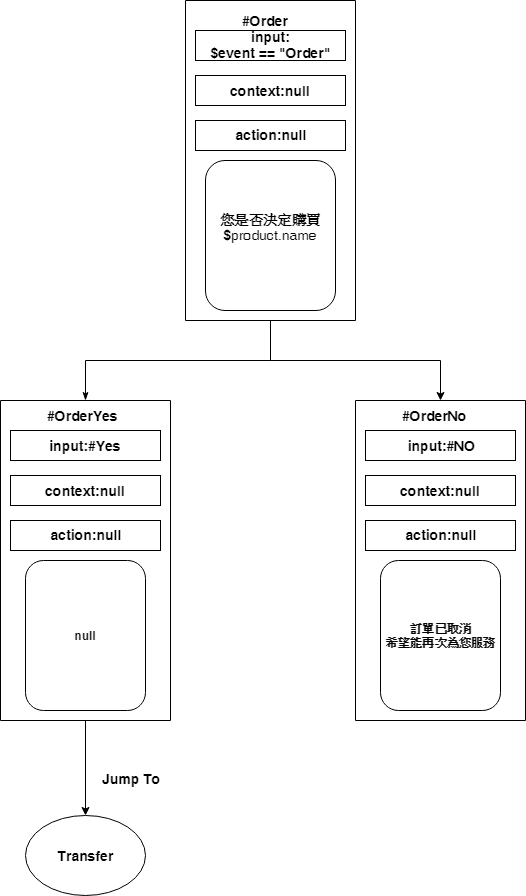 #Order
input:
$event == "Order"
context:null
action:null
您是否決定購買
$product.name
#OrderYes
input:#Yes
context:null
action:null
null
#OrderNo
input:#NO
context:null
action:null
訂單已取消
希望能再次為您服務
Jump To
Transfer